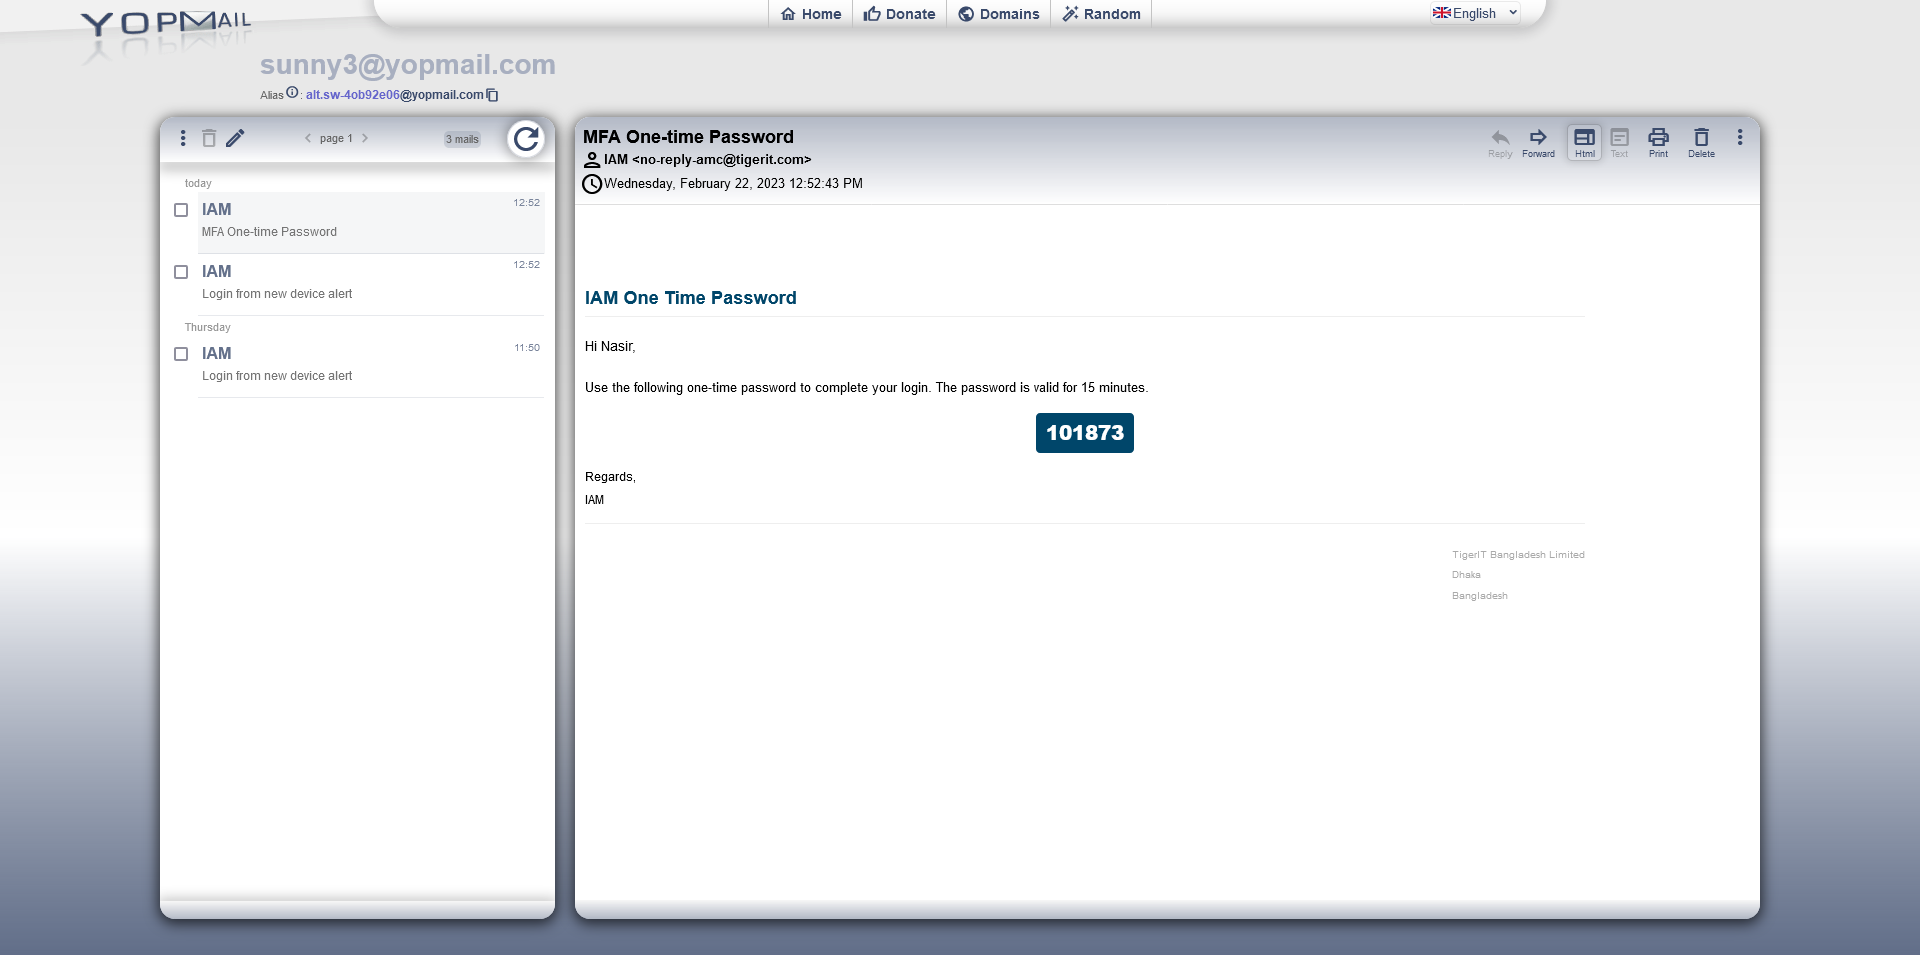 YOPMAIL
Home
Donate
Domains
Random
English
sunny3@yopmail.com
Alias : alt.sw-4ob92e06@yopmail.com
page 1
3 mails
today
IAM
12:52
MFA One-time Password
IAM
12:52
Login from new device alert
Thursday
IAM
11:50
Login from new device alert
MFA One-time Password
IAM <no-reply-amc@tigerit.com>
Wednesday, February 22, 2023 12:52:43 PM
Reply
Forward
Html
Text
Print
Delete
IAM One Time Password
Hi Nasir,
Use the following one-time password to complete your login. The password is valid for 15 minutes.
101873
Regards,
IAM
TigerIT Bangladesh Limited
Dhaka
Bangladesh